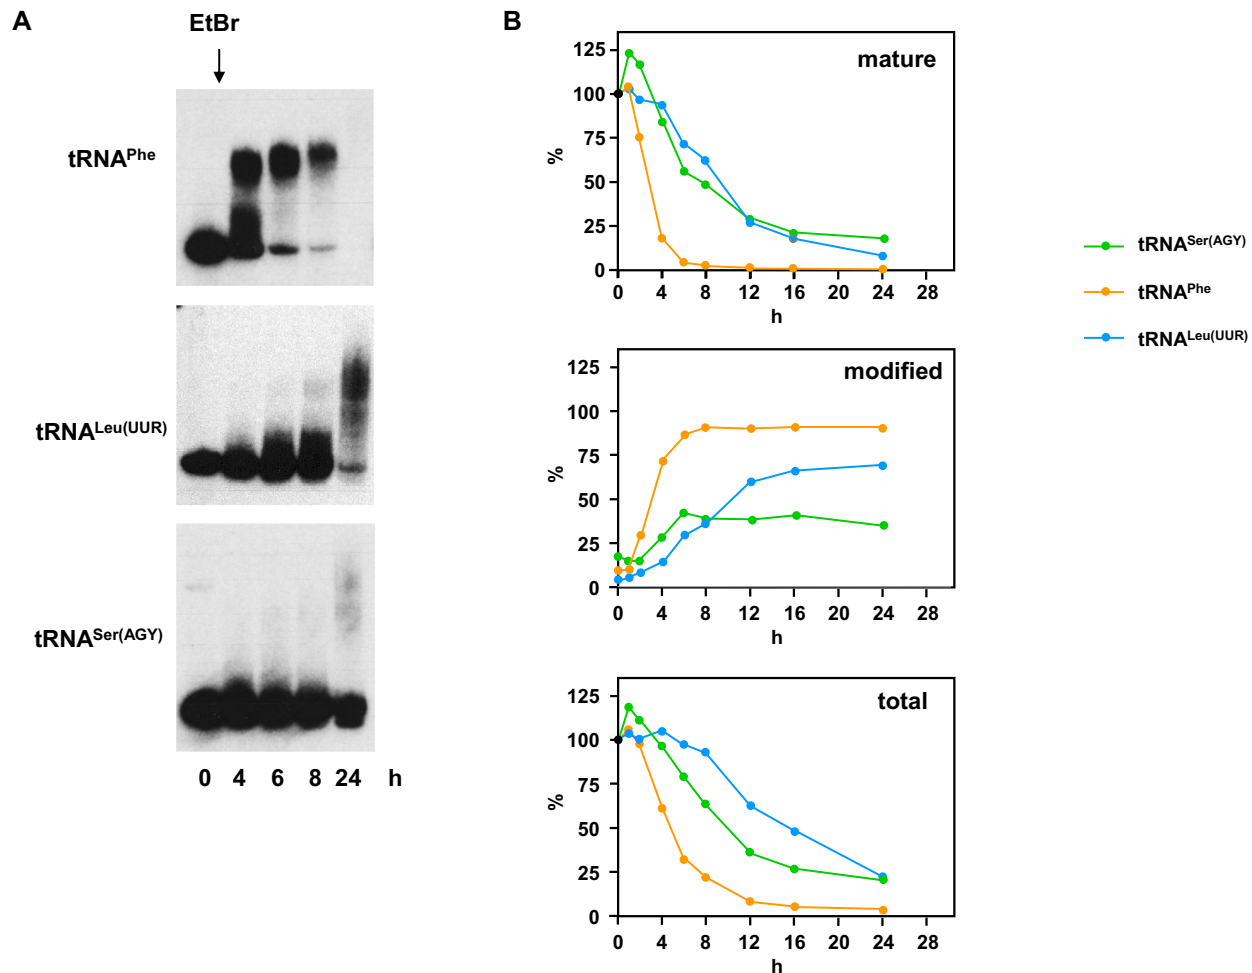 A
EtBr
tRNAPhe
tRNALeu(UUR)
tRNASer(AGY)
0 4 6 8 24 h
B
mature
125
100
75
50
25
0
%
0 4 8 12 16 20 24 28
h
modified
125
100
75
50
25
0
%
0 4 8 12 16 20 24 28
h
total
125
100
75
50
25
0
%
0 4 8 12 16 20 24 28
h
tRNASer(AGY)
tRNAPhe
tRNALeu(UUR)